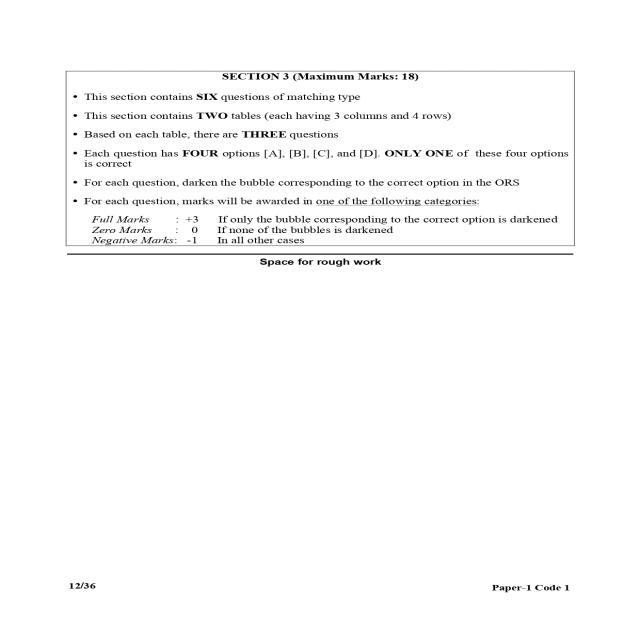 SECTION 3 (Maximum Marks: 18)
• This section contains SIX questions of matching type
• This section contains TWO tables (each having 3 columns and 4 rows)
• Based on each table, there are THREE questions
• Each question has FOUR options [A], [B], [C], and [D]. ONLY ONE of these four options
is correct
• For each question, darken the bubble corresponding to the correct option in the ORS
• For each question, marks will be awarded in one of the following categories:
Full Marks : +3 If only the bubble corresponding to the correct option is darkened
Zero Marks : 0 If none of the bubbles is darkened
Negative Marks: -1 In all other cases
Space for rough work
12/36
Paper-1 Code 1